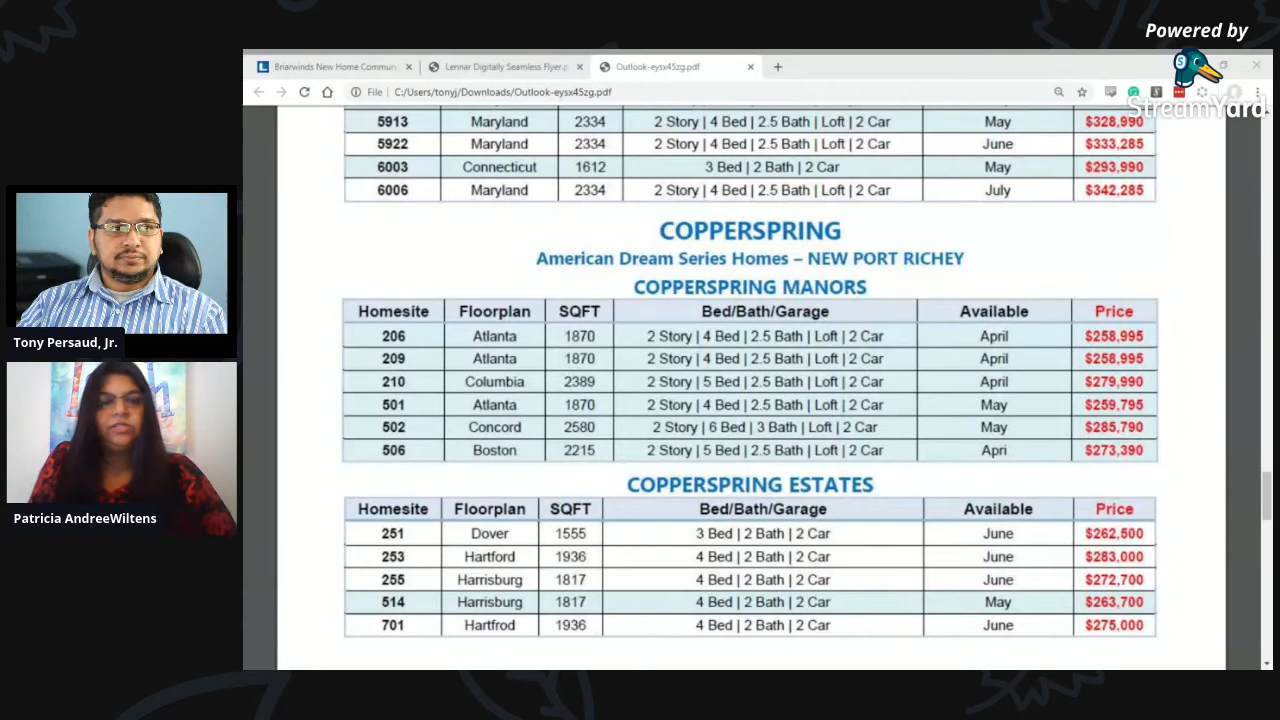 Powered by
StreamYard
Briarwinds New Home Commun
Lennar Digitally Seamless Flyer.p
Outlook-eysx45zg.pdf
File | C:/Users/tonyj/Downloads/Outlook-eysx45zg.pdf
5913 Maryland 2334 2 Story | 4 Bed | 2.5 Bath | Loft | 2 Car May $328,990
5922 Maryland 2334 2 Story | 4 Bed | 2.5 Bath | Loft | 2 Car June $333,285
6003 Connecticut 1612 3 Bed | 2 Bath | 2 Car May $293,990
6006 Maryland 2334 2 Story | 4 Bed | 2.5 Bath | Loft | 2 Car July $342,285
COPPERSPRING
American Dream Series Homes – NEW PORT RICHEY
COPPERSPRING MANORS
Homesite Floorplan SQFT Bed/Bath/Garage Available Price
206 Atlanta 1870 2 Story | 4 Bed | 2.5 Bath | Loft | 2 Car April $258,995
209 Atlanta 1870 2 Story | 4 Bed | 2.5 Bath | Loft | 2 Car April $258,995
210 Columbia 2389 2 Story | 5 Bed | 2.5 Bath | Loft | 2 Car April $279,990
501 Atlanta 1870 2 Story | 4 Bed | 2.5 Bath | Loft | 2 Car May $259,795
502 Concord 2580 2 Story | 6 Bed | 3 Bath | Loft | 2 Car May $285,790
506 Boston 2215 2 Story | 5 Bed | 2.5 Bath | Loft | 2 Car Apri $273,390
COPPERSPRING ESTATES
Homesite Floorplan SQFT Bed/Bath/Garage Available Price
251 Dover 1555 3 Bed | 2 Bath | 2 Car June $262,500
253 Hartford 1936 4 Bed | 2 Bath | 2 Car June $283,000
255 Harrisburg 1817 4 Bed | 2 Bath | 2 Car June $272,700
514 Harrisburg 1817 4 Bed | 2 Bath | 2 Car May $263,700
701 Hartfrod 1936 4 Bed | 2 Bath | 2 Car June $275,000
Tony Persaud, Jr.
Patricia AndreeWiltens